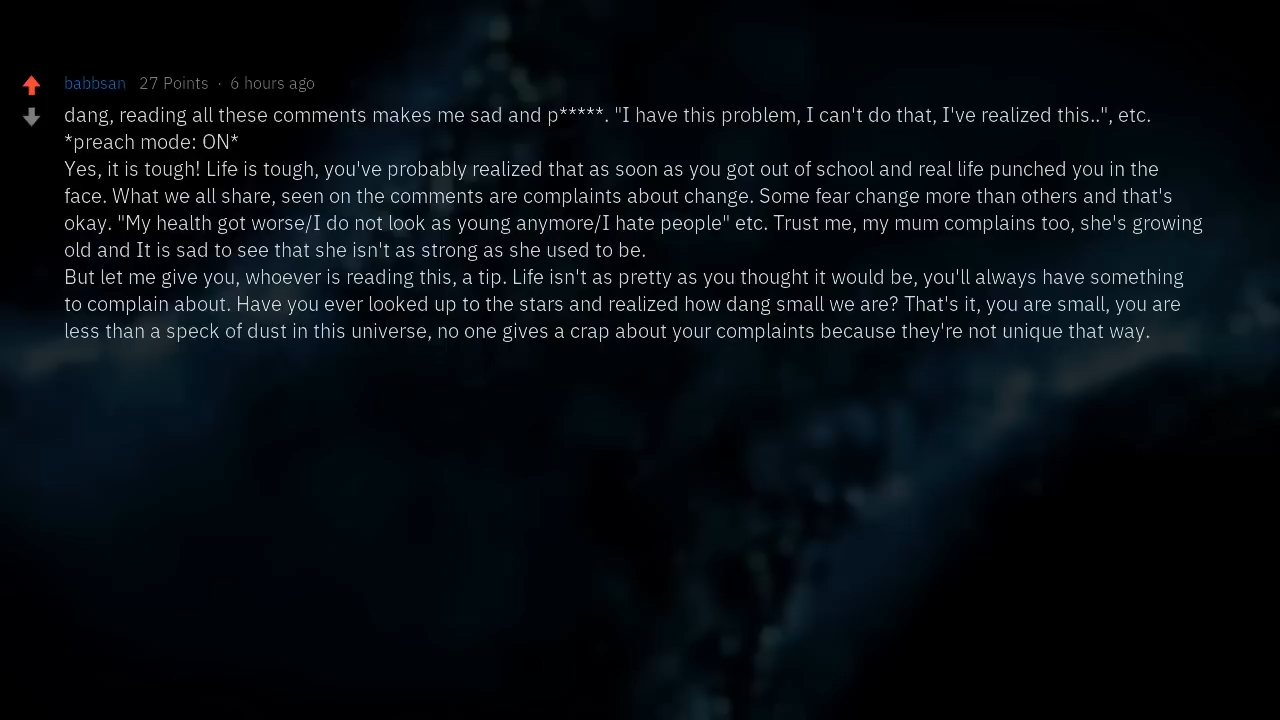 babbsan 27 Points · 6 hours ago
dang, reading all these comments makes me sad and p*****. "I have this problem, I can't do that, I've realized this..", etc.
*preach mode: ON*
Yes, it is tough! Life is tough, you've probably realized that as soon as you got out of school and real life punched you in the
face. What we all share, seen on the comments are complaints about change. Some fear change more than others and that's
okay. "My health got worse/I do not look as young anymore/I hate people" etc. Trust me, my mum complains too, she's growing
old and It is sad to see that she isn't as strong as she used to be.
But let me give you, whoever is reading this, a tip. Life isn't as pretty as you thought it would be, you'll always have something
to complain about. Have you ever looked up to the stars and realized how dang small we are? That's it, you are small, you are
less than a speck of dust in this universe, no one gives a crap about your complaints because they're not unique that way.